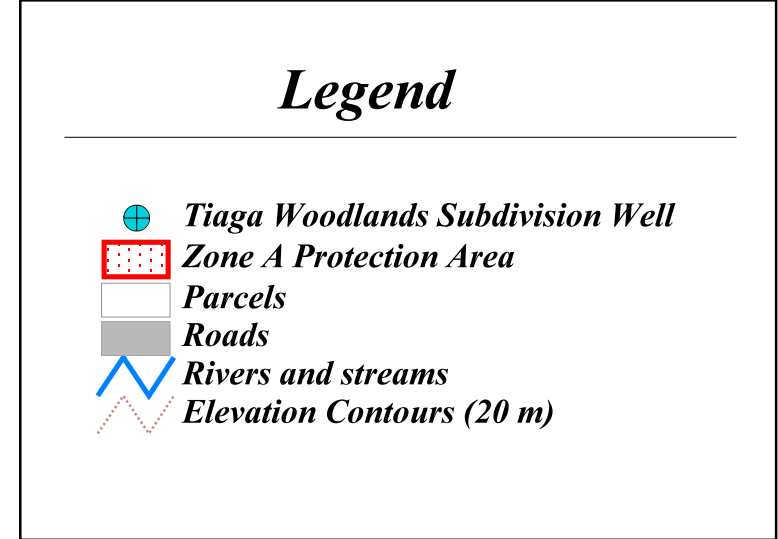 Legend
Tiaga Woodlands Subdivision Well
Zone A Protection Area
Parcels
Roads
Rivers and streams
Elevation Contours (20 m)